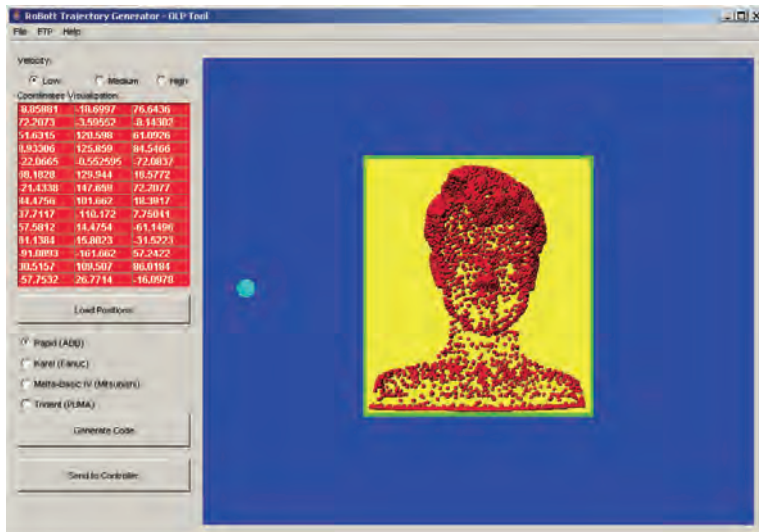 RoBott Trajectory Generator - OLP Tool
File FTP Help
Velocity:
Low Medium High
Coordinates Visualization
-8.85881 -18.6997 76.6436
72.2073 -3.59552 -8.14302
51.6315 120.598 61.0926
8.93306 125.859 84.5466
-22.0665 -0.552595 -72.0837
98.1828 129.944 18.5772
-21.4338 147.659 72.2077
84.4756 101.662 18.3917
37.7117 -118.172 7.75041
57.5812 14.4754 -61.1496
81.1384 15.8823 -31.5223
-91.0893 -161.662 57.2422
30.5157 109.507 86.0184
-57.7532 26.7714 -16.0978
Load Positions
Rapid (ABB)
Karel (Fanuc)
Melfa-Basic IV (Mitsubishi)
Trident (PUMA)
Generate Code
Send to Controller